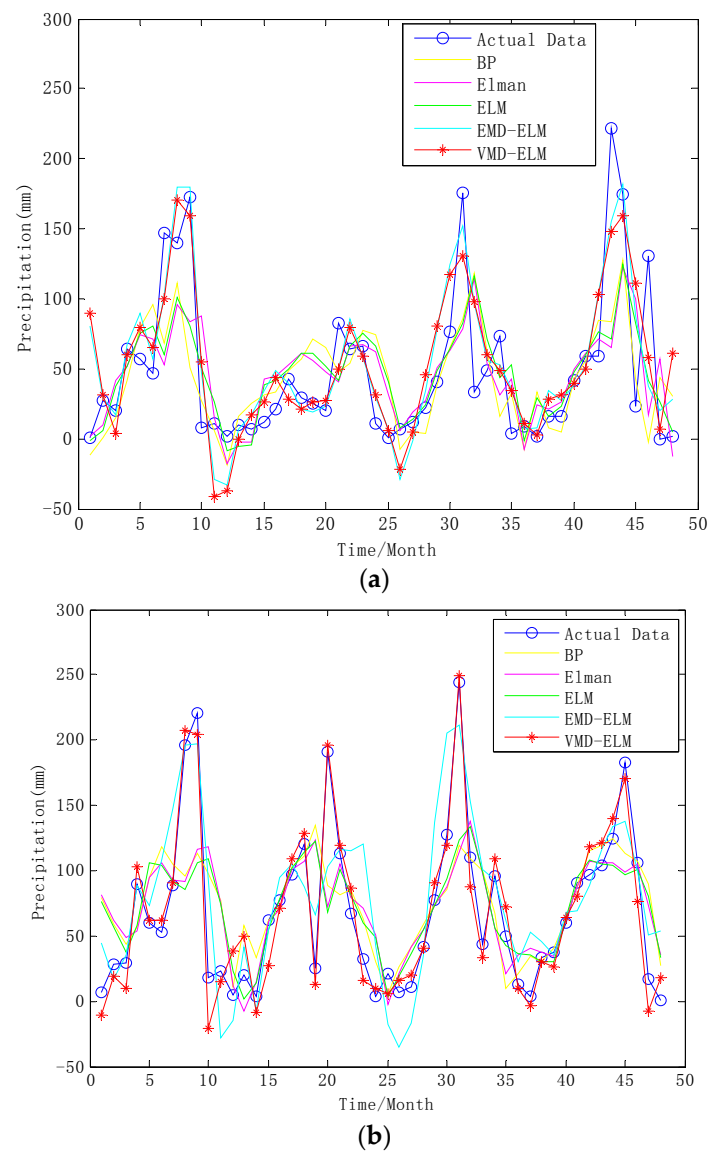 300
250
200
150
100
50
0
−50
Precipitation(mm)
Actual Data
BP
Elman
ELM
EMD-ELM
VMD-ELM
0 5 10 15 20 25 30 35 40 45 50
Time/Month
(a)
300
250
200
150
100
50
0
−50
Precipitation(mm)
Actual Data
BP
Elman
ELM
EMD-ELM
VMD-ELM
0 5 10 15 20 25 30 35 40 45 50
Time/Month
(b)